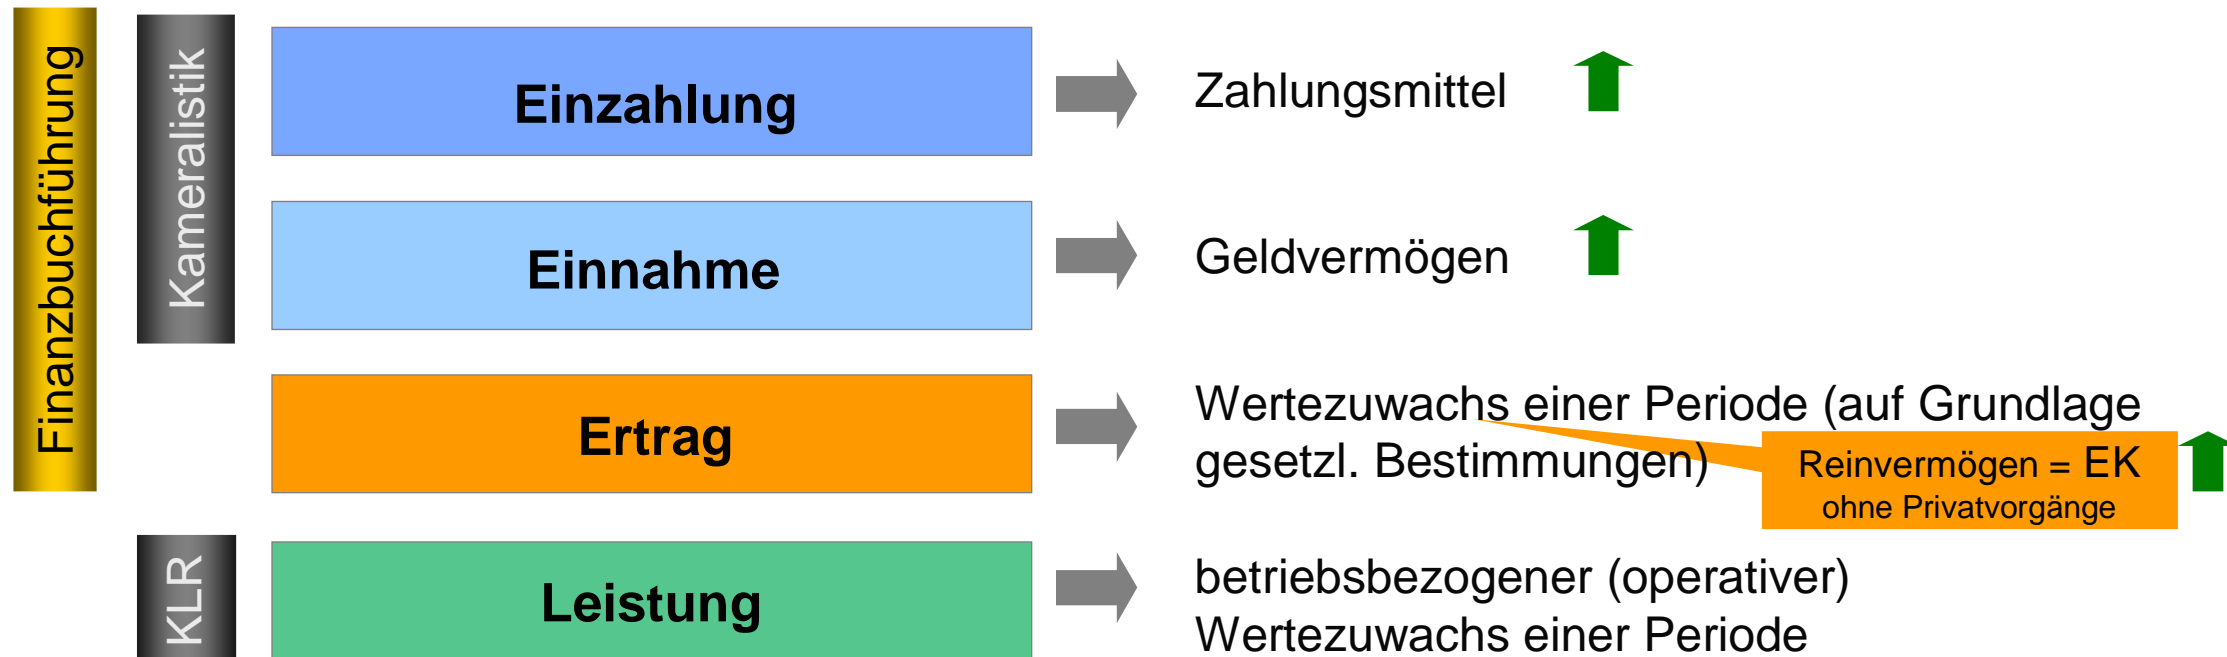 Finanzbuchführung
Kameralistik
Einzahlung
Zahlungsmittel
Einnahme
Geldvermögen
Ertrag
Wertezuwachs einer Periode (auf Grundlage
gesetzl. Bestimmungen)
Reinvermögen = EK
ohne Privatvorgänge
KLR
Leistung
betriebsbezogener (operativer)
Wertezuwachs einer Periode